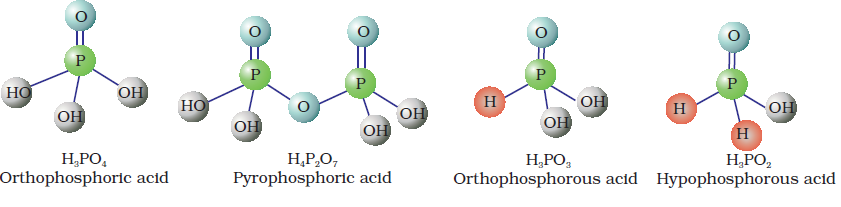 O
P
HO
OH
OH
H₃PO₄
Orthophosphoric acid
O
O
P
P
HO
O
OH
OH
OH
H₄P₂O₇
Pyrophosphoric acid
O
P
H
OH
OH
H₃PO₃
Orthophosphorous acid
O
P
H
OH
H
H₃PO₂
Hypophosphorous acid